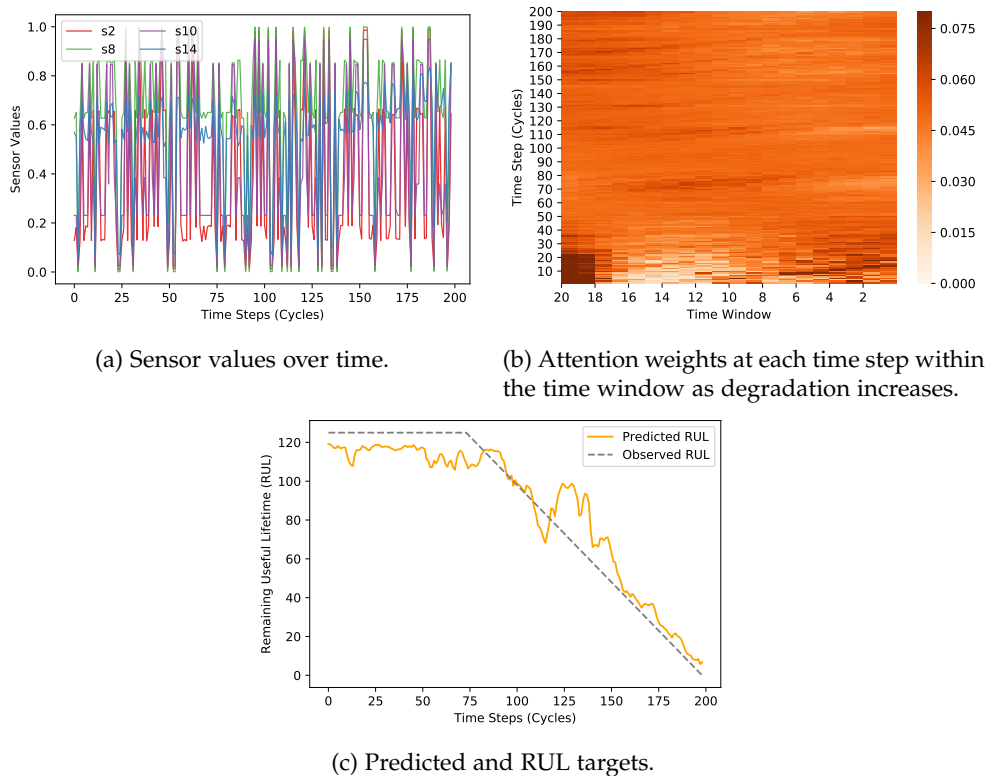 1.0
0.8
0.6
0.4
0.2
0.0
Sensor Values
s2
s8
s10
s14
0 25 50 75 100 125 150 175 200
Time Steps (Cycles)
(a) Sensor values over time.
200
190
170
160
150
140
130
120
110
100
90
80
70
60
50
40
30
20
10
Time Step (Cycles)
20 18 16 14 12 10 8 6 4 2
Time Window
0.075
0.060
0.045
0.030
0.015
0.000
(b) Attention weights at each time step within
the time window as degradation increases.
120
100
80
60
40
20
0
Remaining Useful Lifetime (RUL)
Predicted RUL
Observed RUL
0 25 50 75 100 125 150 175 200
Time Steps (Cycles)
(c) Predicted and RUL targets.